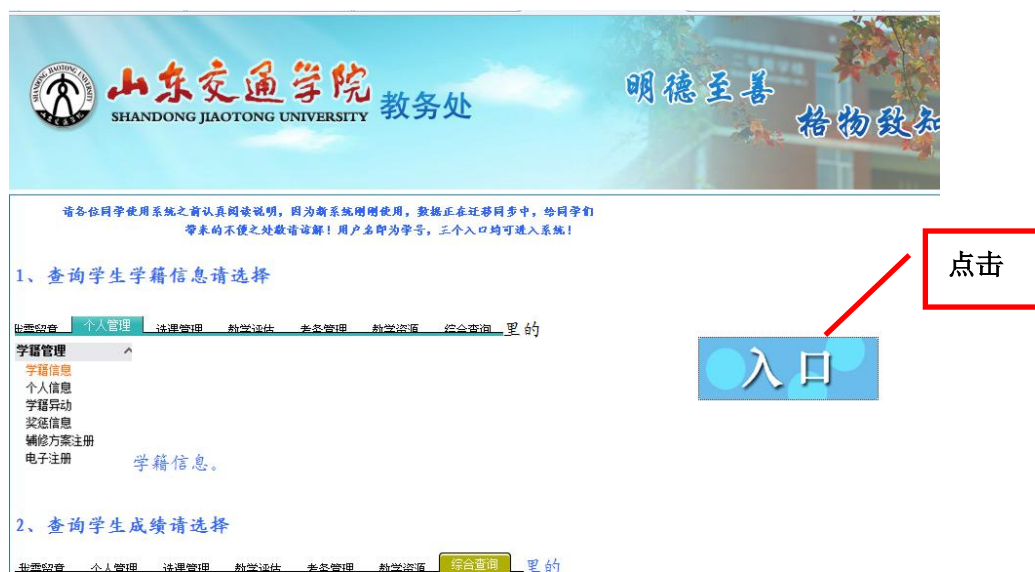 山东交通学院
SHANDONG JIAOTONG UNIVERSITY
教务处
明德至善
格物致知
请各位同学使用系统之前认真阅读说明，因为新系统刚刚使用，数据正在迁移同步中，给同学们
带来的不便之处敬请谅解！用户名即为学号，三个入口均可进入系统！
1、查询学生学籍信息请选择
点击
个人管理 选课管理 教学评估 考务管理 教学资源 综合查询 里的
入口
学籍管理
学籍信息
个人信息
学籍异动
奖惩信息
辅修方案注册
电子注册
学籍信息。
2、查询学生成绩请选择
个人管理 选课管理 教学评估 考务管理 教学资源 综合查询 里的